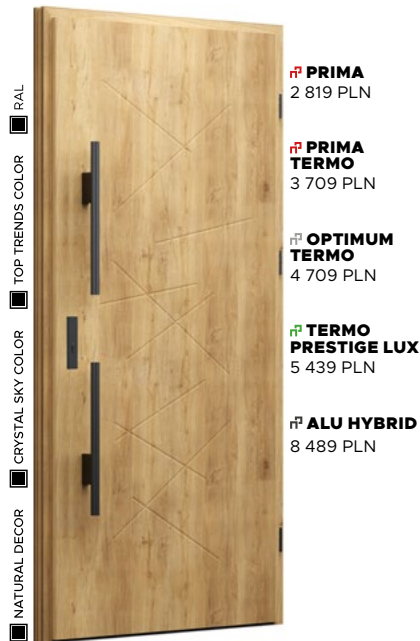 RAL
TOP TRENDS COLOR
CRYSTAL SKY COLOR
NATURAL DECOR
PRIMA
2 819 PLN
PRIMA
TERMO
3 709 PLN
OPTIMUM
TERMO
4 709 PLN
TERMO
PRESTIGE LUX
5 439 PLN
ALU HYBRID
8 489 PLN